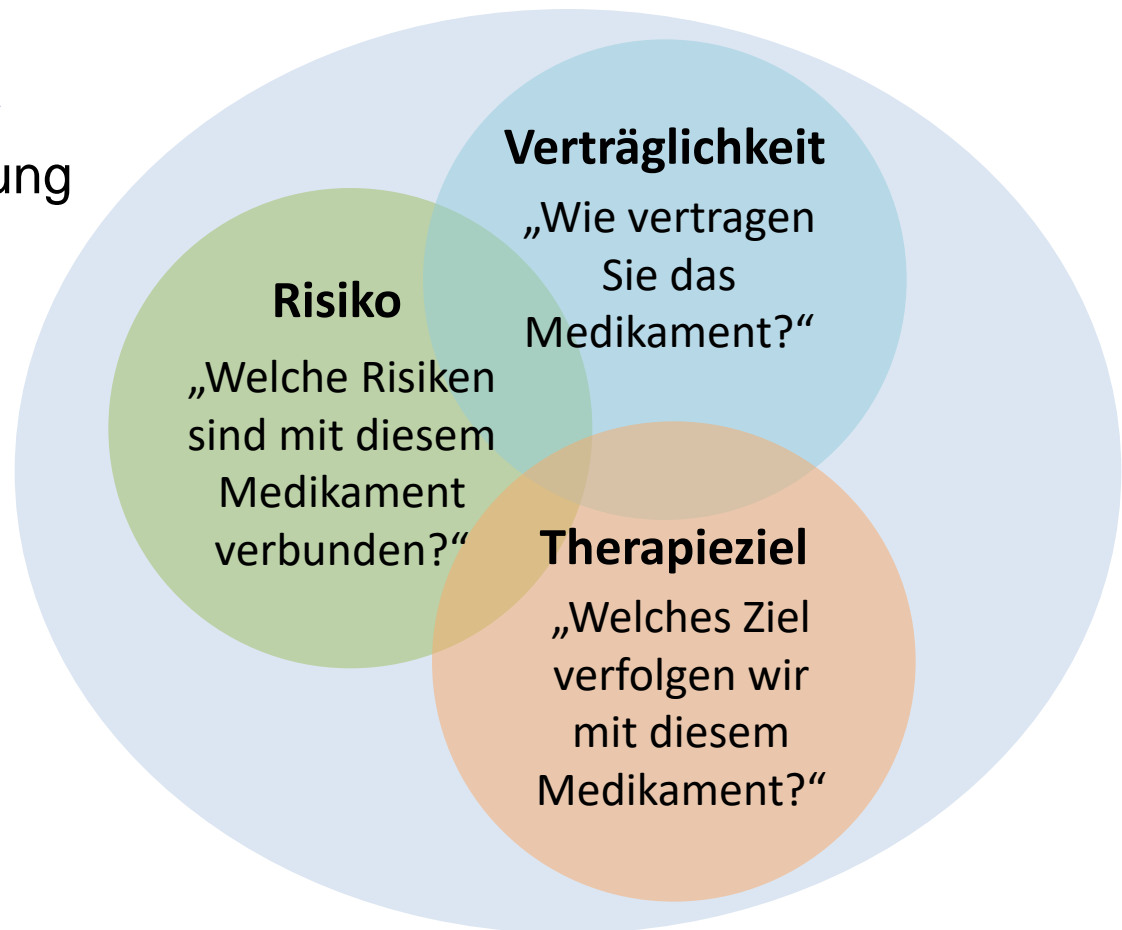 ung
Verträglichkeit
„Wie vertragen
Sie das
Medikament?“
Risiko
„Welche Risiken
sind mit diesem
Medikament
verbunden?“
Therapieziel
„Welches Ziel
verfolgen wir
mit diesem
Medikament?“